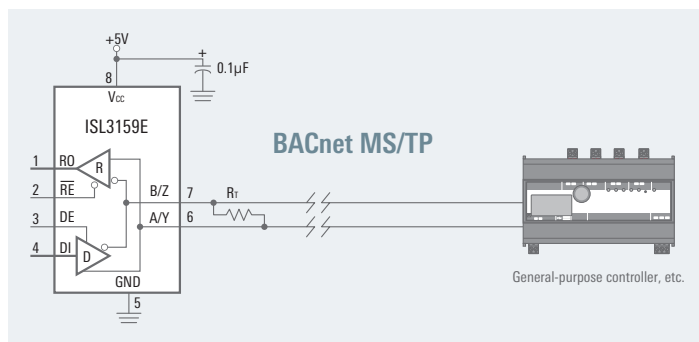 +5V
+
0.1µF
8
Vcc
ISL3159E
BACnet MS/TP
1 RO R
2 RE B/Z 7 RT
3 DE A/Y 6
4 DI D
GND
5
General-purpose controller, etc.